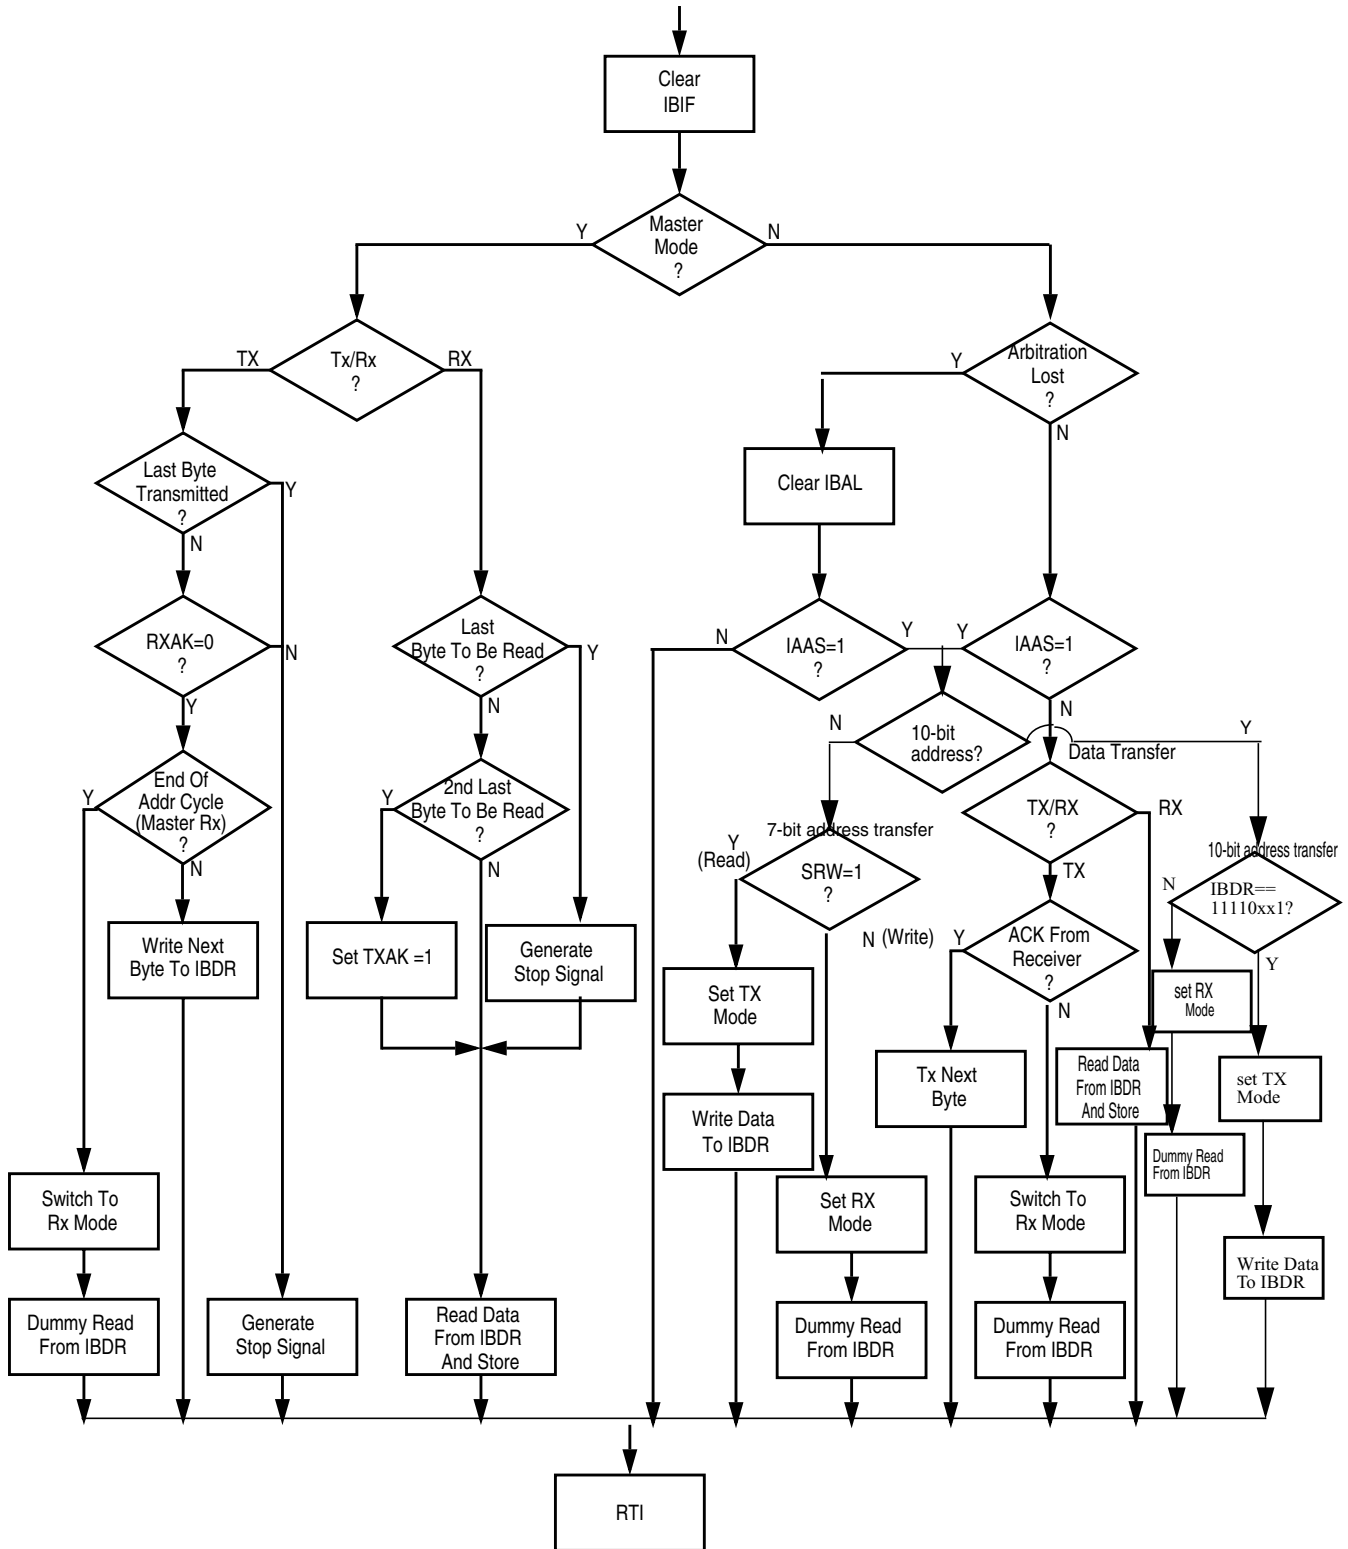 Clear
IBIF
Master
Mode
?
Y
N
Tx/Rx
?
TX
RX
Arbitration
Lost
?
Y
N
Last Byte
Transmitted
?
Y
N
Clear IBAL
RXAK=0
?
N
Y
Last
Byte To Be Read
?
Y
N
IAAS=1
?
N
Y
Y
IAAS=1
?
N
10-bit
address?
N
Y
Data Transfer
End Of
Addr Cycle
(Master Rx)
?
Y
N
2nd Last
Byte To Be Read
?
Y
N
7-bit address transfer
Y
(Read)
SRW=1
?
N (Write)
TX/RX
?
RX
TX
10-bit address transfer
IBDR==
11110xx1?
N
Y
Write Next
Byte To IBDR
Set TXAK =1
Generate
Stop Signal
Set TX
Mode
ACK From
Receiver
?
Y
N
set RX
Mode
Write Data
To IBDR
Tx Next
Byte
Read Data
From IBDR
And Store
set TX
Mode
Dummy Read
From IBDR
Switch To
Rx Mode
Set RX
Mode
Switch To
Rx Mode
Write Data
To IBDR
Dummy Read
From IBDR
Generate
Stop Signal
Read Data
From IBDR
And Store
Dummy Read
From IBDR
Dummy Read
From IBDR
RTI